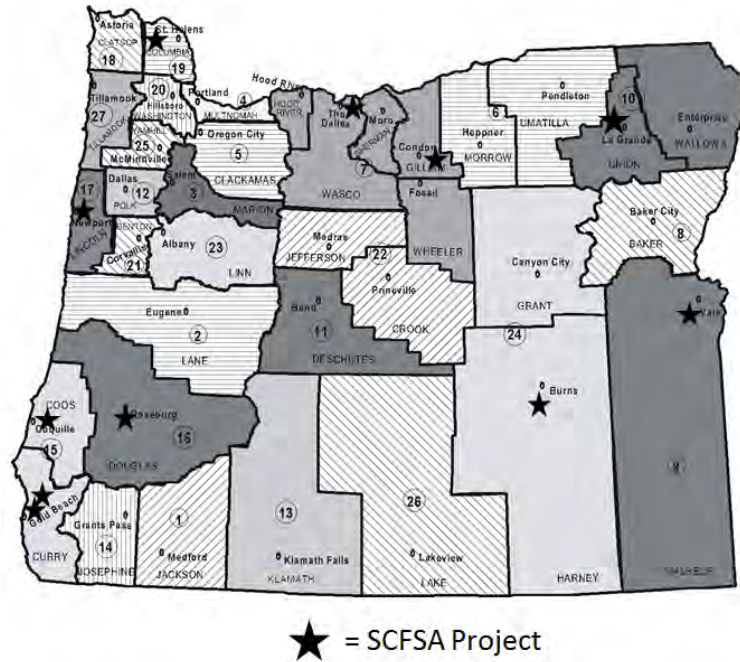 Astoria
CLATSOP
18
St. Helens
COLUMBIA
19
20
Hillsboro
WASHINGTON
Portland
4
MULTNOMAH
Hood River
HOOD
RIVER
The
Dalles
Moro
SHERMAN
7
WASCO
Condon
GILLIAM
Fossil
WHEELER
6
Heppner
MORROW
Pendleton
UMATILLA
10
La Grande
UNION
Enterprise
WALLOWA
Tillamook
27
TILLAMOOK
YAMHILL
25
McMinnville
Oregon City
5
CLACKAMAS
Dallas
12
POLK
Salem
3
MARION
17
Newport
LINCOLN
BENTON
Corvallis
21
Albany
23
LINN
Madras
JEFFERSON
22
Prineville
CROOK
Canyon City
GRANT
24
Baker City
8
BAKER
Eugene
2
LANE
Bend
11
DESCHUTES
Burns
HARNEY
Vale
9
MALHEUR
COOS
Coquille
15
Roseburg
16
DOUGLAS
Gold Beach
CURRY
Grants Pass
14
JOSEPHINE
1
Medford
JACKSON
13
Klamath Falls
KLAMATH
26
Lakeview
LAKE
= SCFSA Project